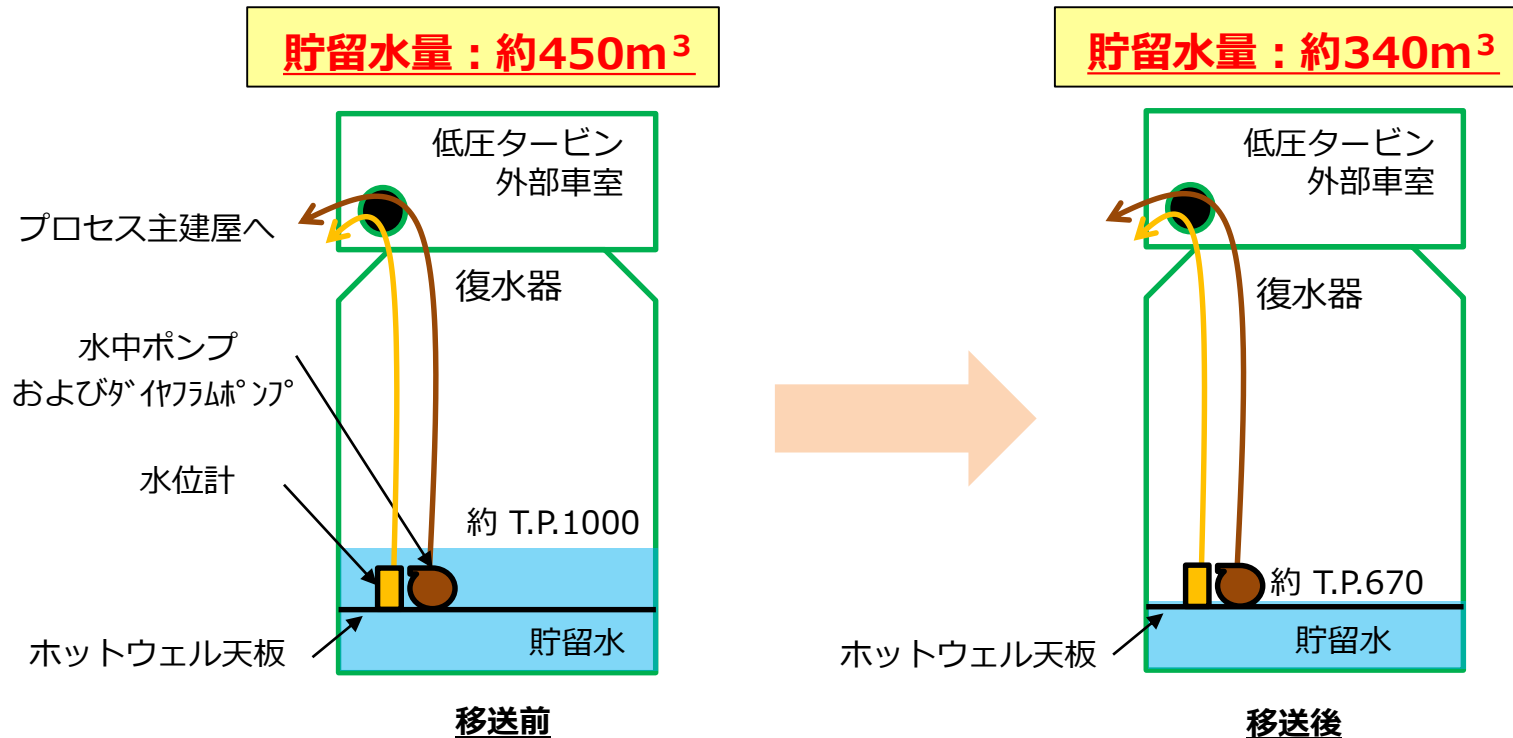 貯留水量：約450m³
低圧タービン
外部車室
プロセス主建屋へ
復水器
水中ポンプ
およびﾀﾞｲﾔﾌﾗﾑﾎﾟﾝﾌﾟ
水位計
約 T.P.1000
ホットウェル天板
貯留水
移送前
貯留水量：約340m³
低圧タービン
外部車室
復水器
約 T.P.670
ホットウェル天板
貯留水
移送後